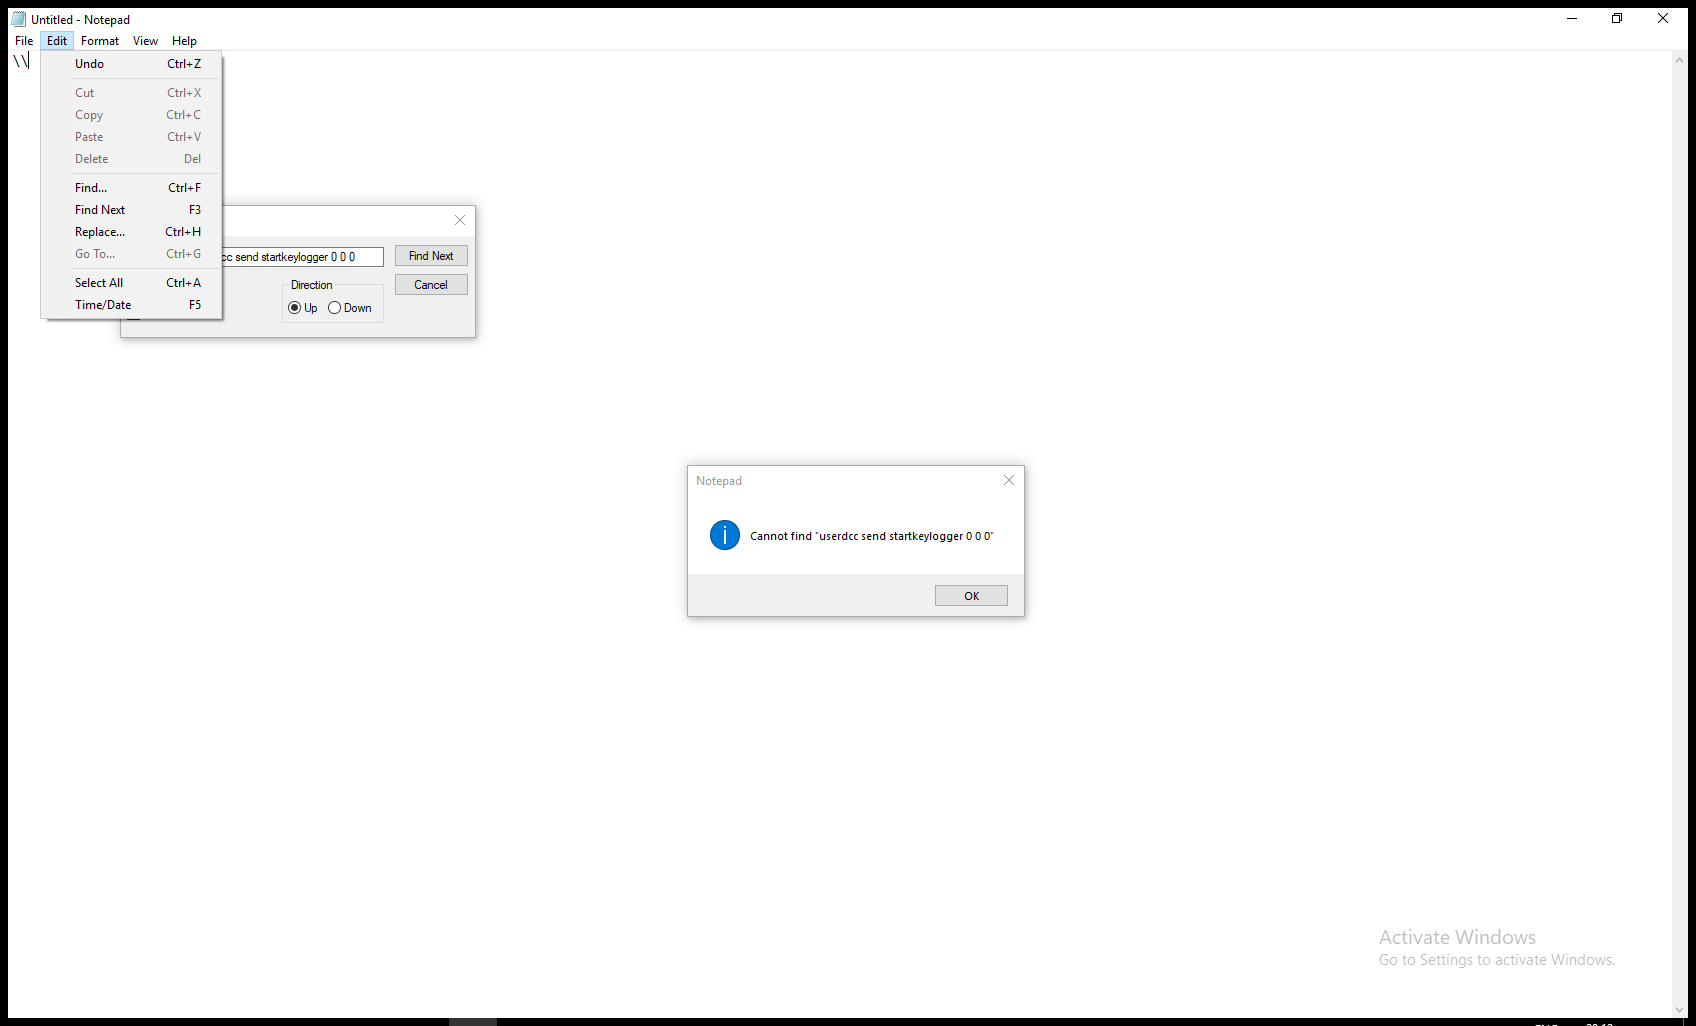 Untitled - Notepad
File Edit Format View Help
\\
Undo Ctrl+Z
Cut Ctrl+X
Copy Ctrl+C
Paste Ctrl+V
Delete Del
Find... Ctrl+F
Find Next F3
Replace... Ctrl+H
Go To... Ctrl+G
Select All Ctrl+A
Time/Date F5
cc send startkeylogger 0 0 0
Find Next
Direction
Cancel
Up Down
Notepad
Cannot find "userdcc send startkeylogger 0 0 0"
OK
Activate Windows
Go to Settings to activate Windows.